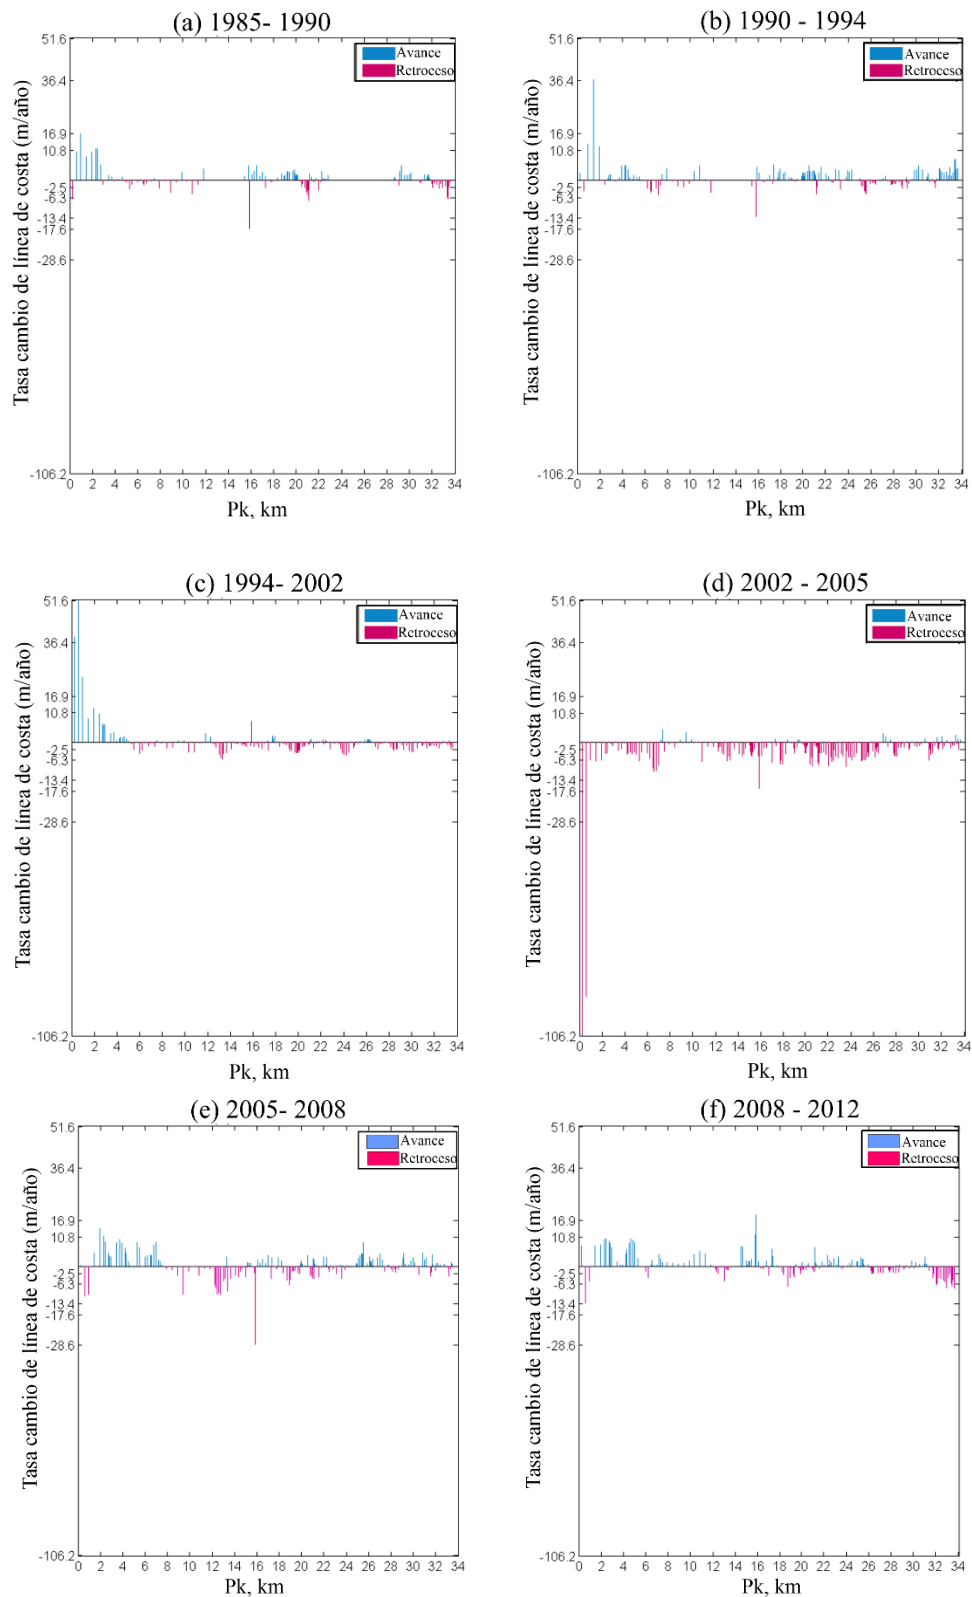 (a) 1985- 1990
Tasa cambio de línea de costa (m/año)
51.6
36.4
16.9
10.8
-2.5
-6.3
-13.4
-17.6
-28.6
-106.2
Avance
Retroceso
0 2 4 6 8 10 12 14 16 18 20 22 24 26 28 30 32 34
Pk, km
(b) 1990 - 1994
Tasa cambio de línea de costa (m/año)
51.6
36.4
16.9
10.8
-2.5
-6.3
-13.4
-17.6
-28.6
-106.2
Avance
Retroceso
0 2 4 6 8 10 12 14 16 18 20 22 24 26 28 30 32 34
Pk, km
(c) 1994- 2002
Tasa cambio de línea de costa (m/año)
51.6
36.4
16.9
10.8
-2.5
-6.3
-13.4
-17.6
-28.6
-106.2
Avance
Retroceso
0 2 4 6 8 10 12 14 16 18 20 22 24 26 28 30 32 34
Pk, km
(d) 2002 - 2005
Tasa cambio de línea de costa (m/año)
51.6
36.4
16.9
10.8
-2.5
-6.3
-13.4
-17.6
-28.6
-106.2
Avance
Retroceso
0 2 4 6 8 10 12 14 16 18 20 22 24 26 28 30 32 34
Pk, km
(e) 2005- 2008
Tasa cambio de línea de costa (m/año)
51.6
36.4
16.9
10.8
-2.5
-6.3
-13.4
-17.6
-28.6
-106.2
Avance
Retroceso
0 2 4 6 8 10 12 14 16 18 20 22 24 26 28 30 32 34
Pk, km
(f) 2008 - 2012
Tasa cambio de línea de costa (m/año)
51.6
36.4
16.9
10.8
-2.5
-6.3
-13.4
-17.6
-28.6
-106.2
Avance
Retroceso
0 2 4 6 8 10 12 14 16 18 20 22 24 26 28 30 32 34
Pk, km